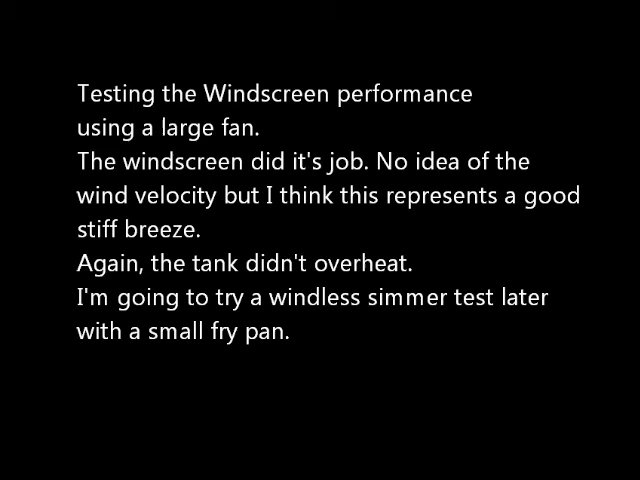 Testing the Windscreen performance
using a large fan.
The windscreen did it's job. No idea of the
wind velocity but I think this represents a good
stiff breeze.
Again, the tank didn't overheat.
I'm going to try a windless simmer test later
with a small fry pan.